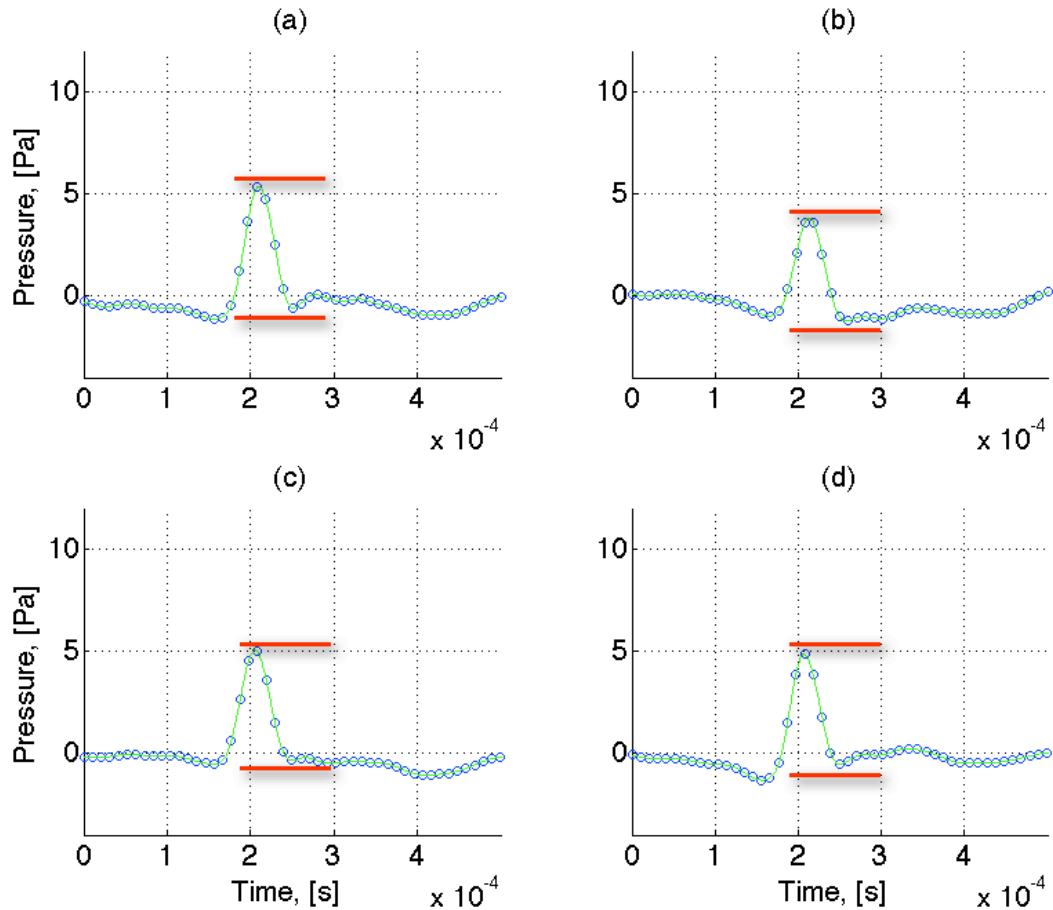 (a)
Pressure, [Pa]
10
5
0
0 1 2 3 4
x 10^-4
(b)
10
5
0
0 1 2 3 4
x 10^-4
(c)
Pressure, [Pa]
10
5
0
0 1 2 3 4
Time, [s]
x 10^-4
(d)
10
5
0
0 1 2 3 4
Time, [s]
x 10^-4